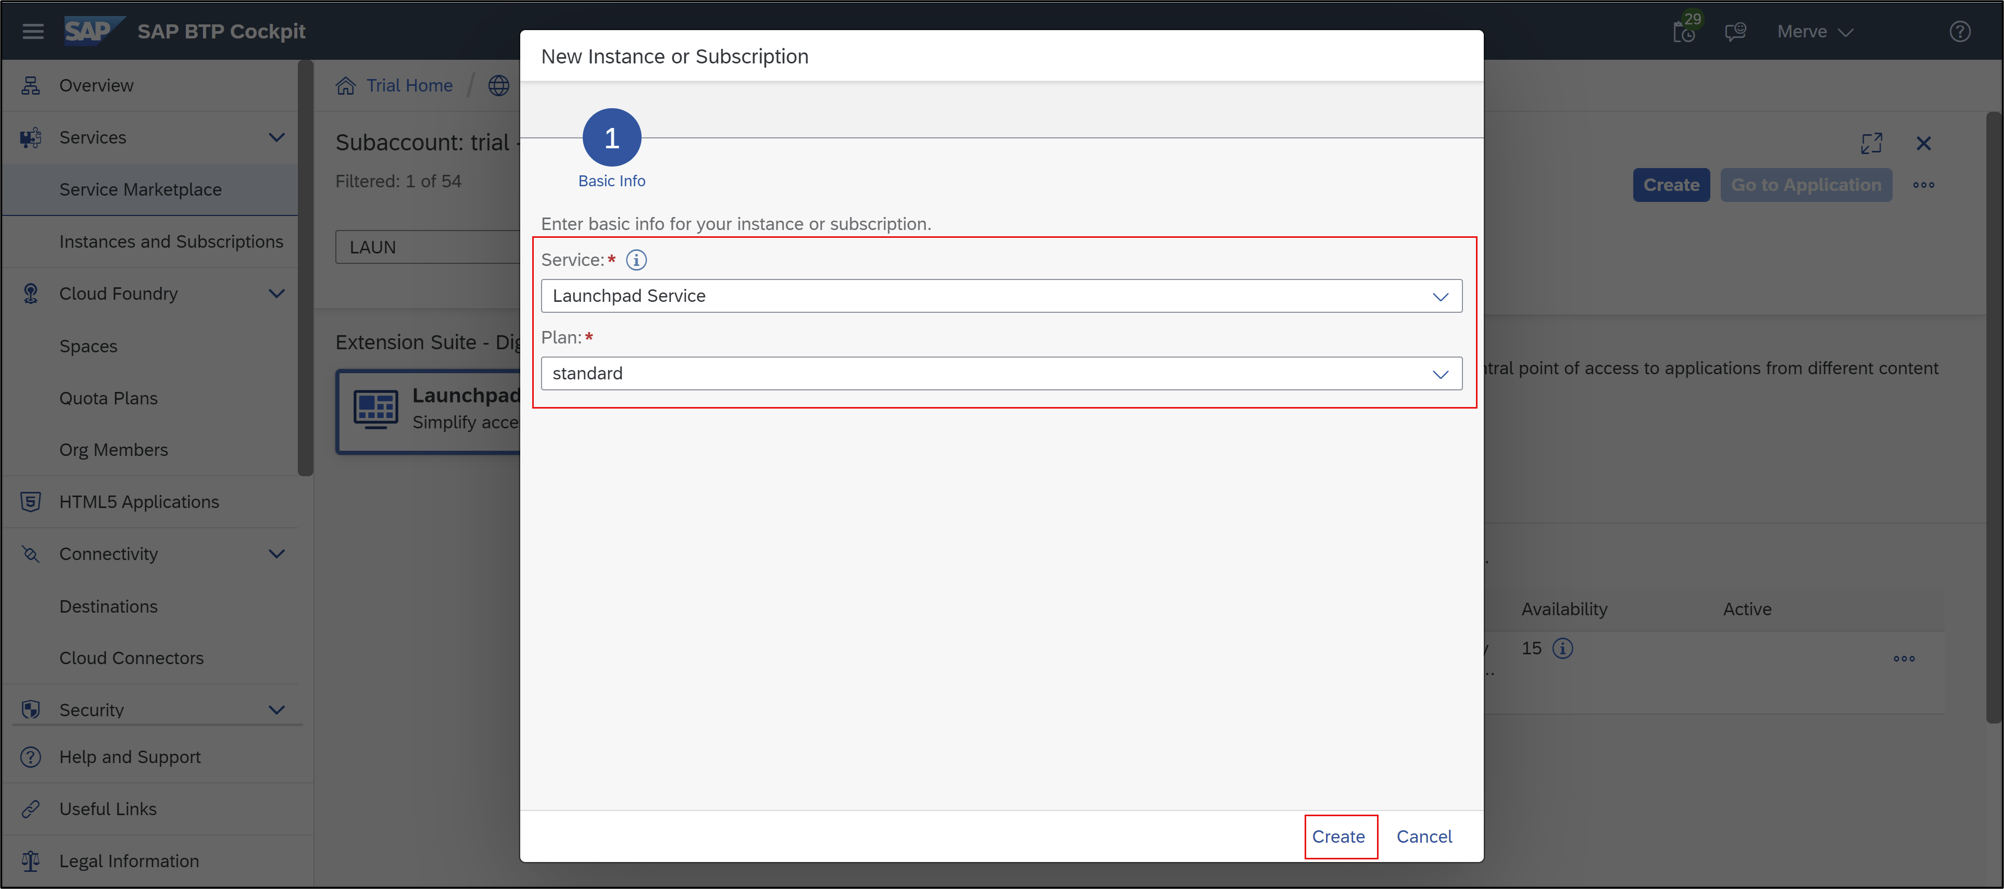 SAP SAP BTP Cockpit
29
Merve
Overview
Services
Service Marketplace
Instances and Subscriptions
Cloud Foundry
Spaces
Quota Plans
Org Members
HTML5 Applications
Connectivity
Destinations
Cloud Connectors
Security
Help and Support
Useful Links
Legal Information
Trial Home /
Subaccount: trial -
Filtered: 1 of 54
LAUN
Extension Suite - Dig
Launchpad
Simplify acce
New Instance or Subscription
1
Basic Info
Enter basic info for your instance or subscription.
Service:*
Launchpad Service
Plan:*
standard
Create Cancel
Create Go to Application
ntral point of access to applications from different content
Availability Active
15